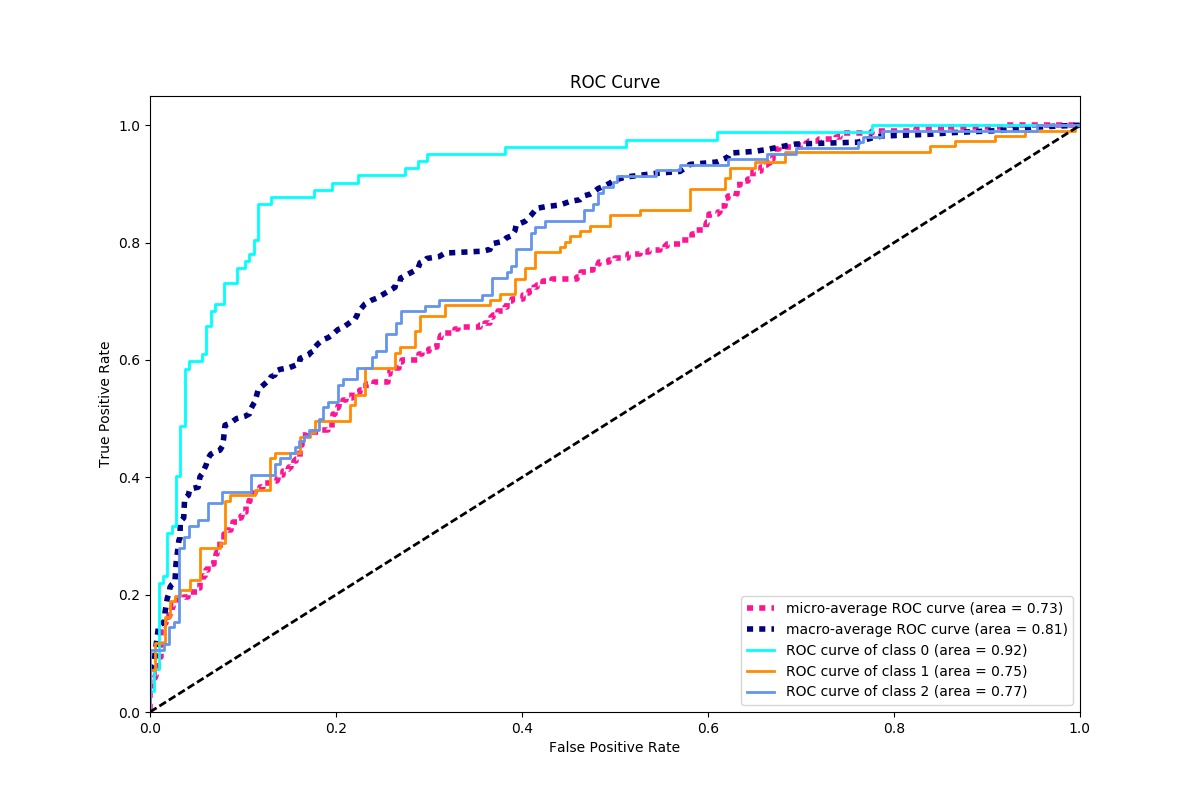 ROC Curve
1.0
0.8
0.6
0.4
0.2
0.0
True Positive Rate
micro-average ROC curve (area = 0.73)
macro-average ROC curve (area = 0.81)
ROC curve of class 0 (area = 0.92)
ROC curve of class 1 (area = 0.75)
ROC curve of class 2 (area = 0.77)
0.0 0.2 0.4 0.6 0.8 1.0
False Positive Rate